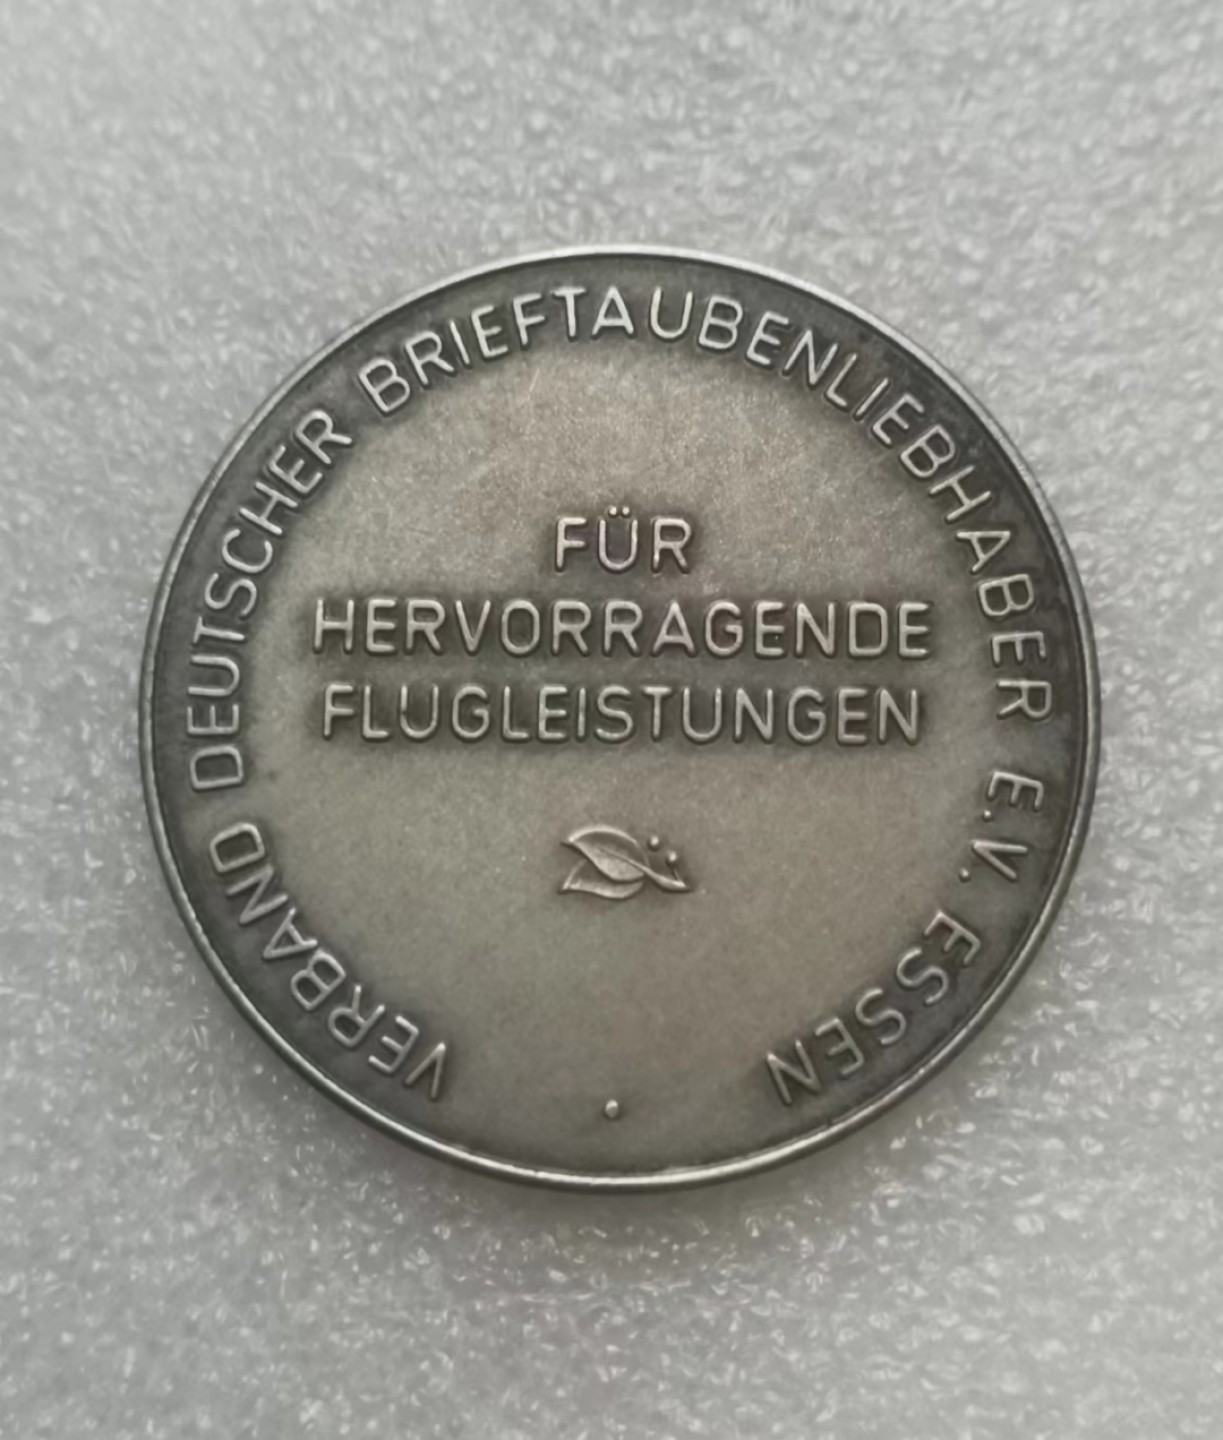 VERBAND DEUTSCHER BRIEFTAUBENLIEBHABER E.V. ESSEN
FÜR
HERVORRAGENDE
FLUGLEISTUNGEN